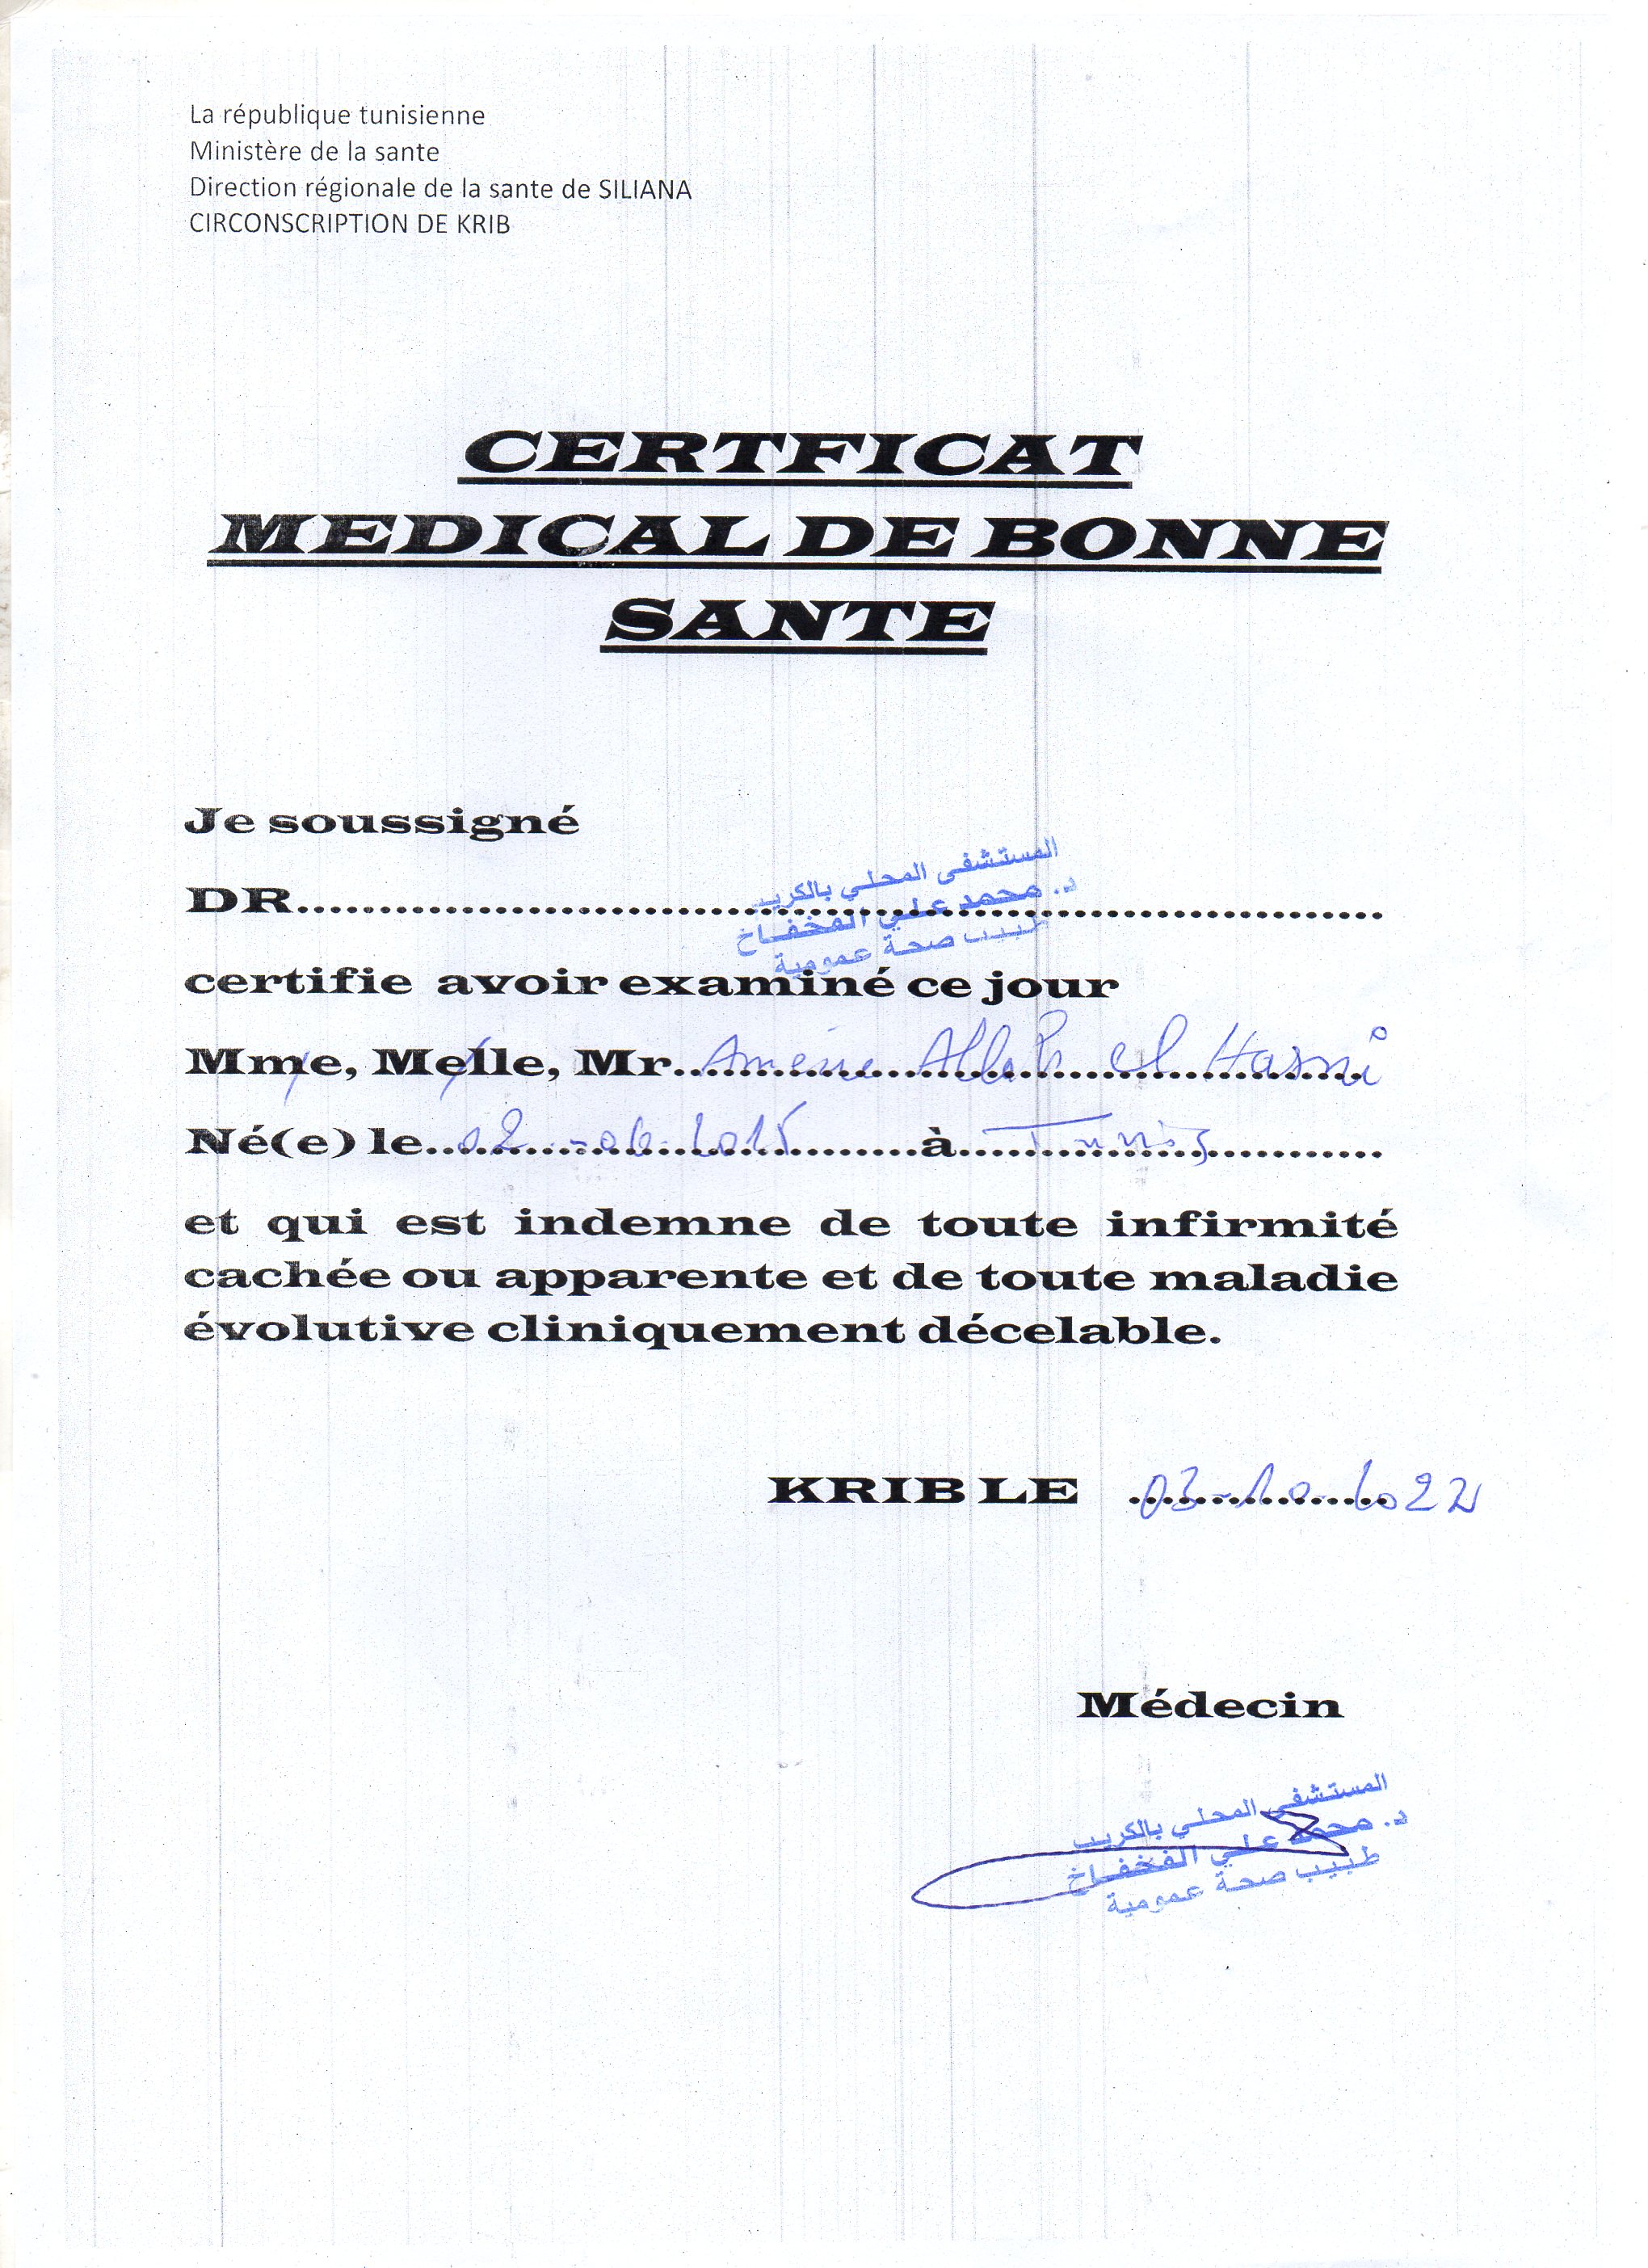 La république tunisienne
Ministère de la sante
Direction régionale de la sante de SILIANA
CIRCONSCRIPTION DE KRIB
CERTFICAT
MEDICAL DE BONNE
SANTE
Je soussigné
المستشفى المحلي بالكريب
د. محمد علي الفخفاخ
طبيب صحة عمومية
DR........................................................................
certifie avoir examiné ce jour
Mme, Melle, Mr. Amene Allah el Hasni
Né(e) le 02-06-2015 à Tunis
et qui est indemne de toute infirmité
cachée ou apparente et de toute maladie
évolutive cliniquement décelable.
KRIB LE 03-10-2022
Médecin
المستشفى المحلي بالكريب
د. محمد علي الفخفاخ
طبيب صحة عمومية